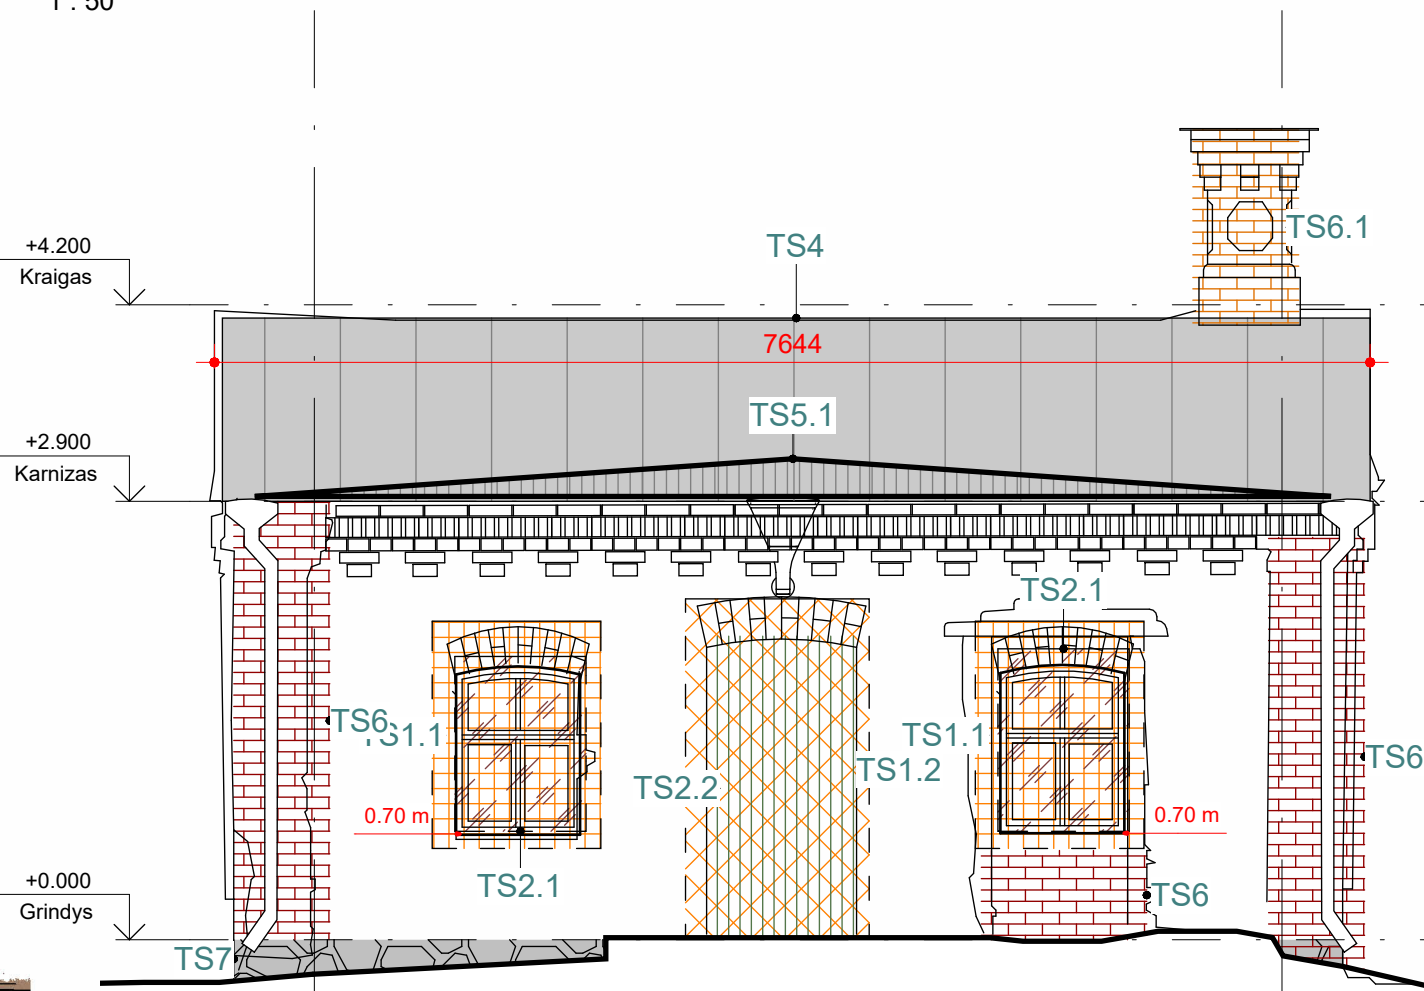 1 : 50
TS6.1
+4.200
Kraigas
TS4
7644
TS5.1
+2.900
Karnizas
TS2.1
TS6
TS1.1
TS1.1
TS6
TS1.2
TS2.2
0.70 m
0.70 m
TS2.1
TS6
+0.000
Grindys
TS7